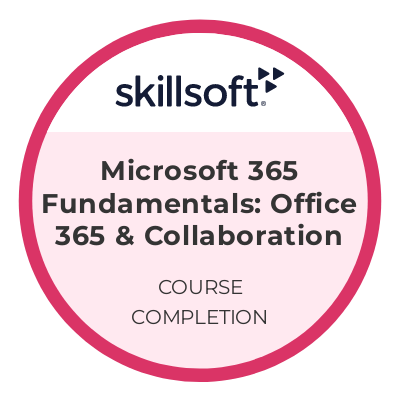 skillsoft®
Microsoft 365
Fundamentals: Office
365 & Collaboration
COURSE
COMPLETION